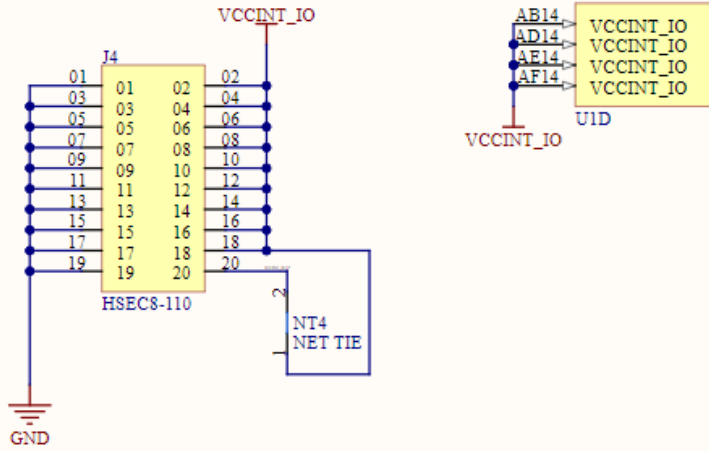 VCCINT_IO
J4
01 01 02 02
03 03 04 04
05 05 06 06
07 07 08 08
09 09 10 10
11 11 12 12
13 13 14 14
15 15 16 16
17 17 18 18
19 19 20 20
HSEC8-110
2
NT4
NET TIE
1
GND
AB14 VCCINT_IO
AD14 VCCINT_IO
AE14 VCCINT_IO
AF14 VCCINT_IO
U1D
VCCINT_IO